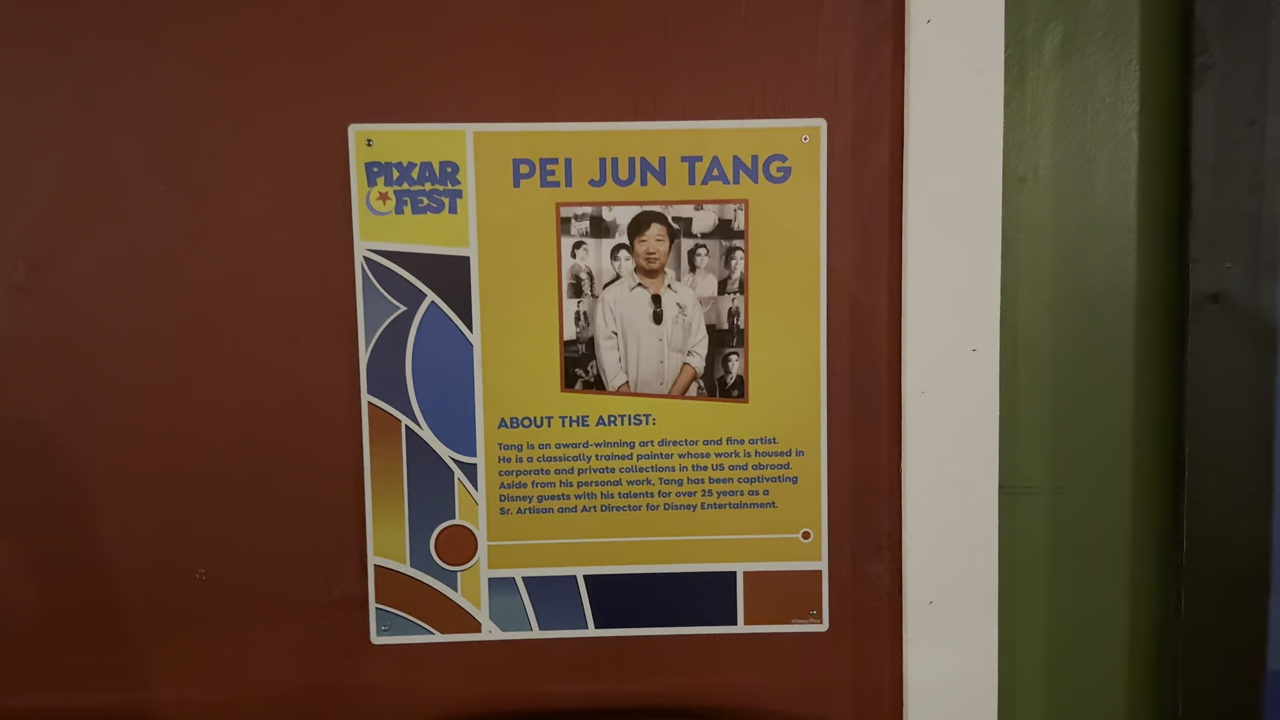 PIXAR
FEST
PEI JUN TANG
ABOUT THE ARTIST:
Tang is an award-winning art director and fine artist.
He is a classically trained painter whose work is housed in
corporate and private collections in the US and abroad.
Aside from his personal work, Tang has been captivating
Disney guests with his talents for over 25 years as a
Sr. Artisan and Art Director for Disney Entertainment.
©Disney/Pixar